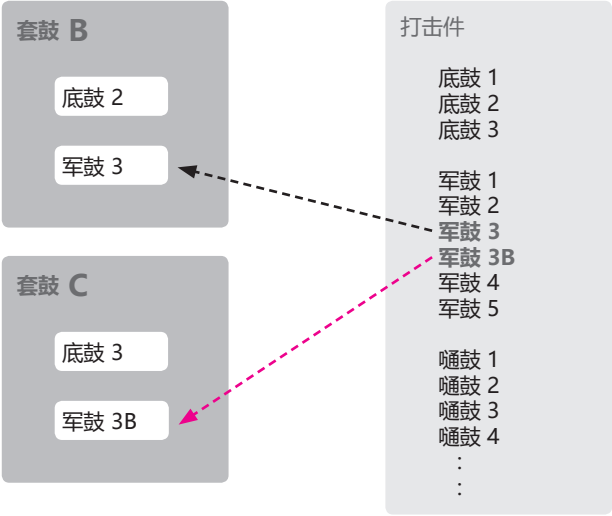 套鼓 B
底鼓 2
军鼓 3
套鼓 C
底鼓 3
军鼓 3B
打击件
底鼓 1
底鼓 2
底鼓 3
军鼓 1
军鼓 2
军鼓 3
军鼓 3B
军鼓 4
军鼓 5
嗵鼓 1
嗵鼓 2
嗵鼓 3
嗵鼓 4